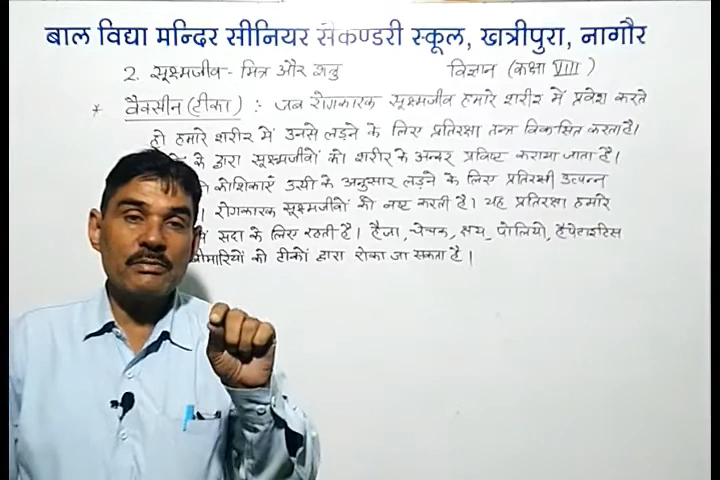 बाल विद्या मन्दिर सीनियर सैकण्डरी स्कूल, खत्रीपुरा, नागौर
2. सूक्ष्मजीव - मित्र और शत्रु विज्ञान (कक्षा VIII)
* वैक्सीन (टीका) :- जब रोगकारक सूक्ष्मजीव हमारे शरीर में प्रवेश करते
हो हमारे शरीर में उनसे लड़ने के लिए प्रतिरक्षा तन्त्र विकसित करता है।
के द्वारा सूक्ष्मजीवों को शरीर के अन्दर प्रविष्ट कराया जाता है।
कोशिकाएँ उसी के अनुसार लड़ने के लिए प्रतिरक्षी उत्पन्न
। रोगकारक सूक्ष्मजीवों को नष्ट करती है। यह प्रतिरक्षा हमारे
सदा के लिए रहती है। हैजा, चेचक, क्षय, पोलियो, हैपेटाइटिस
को टीकों द्वारा रोका जा सकता है।